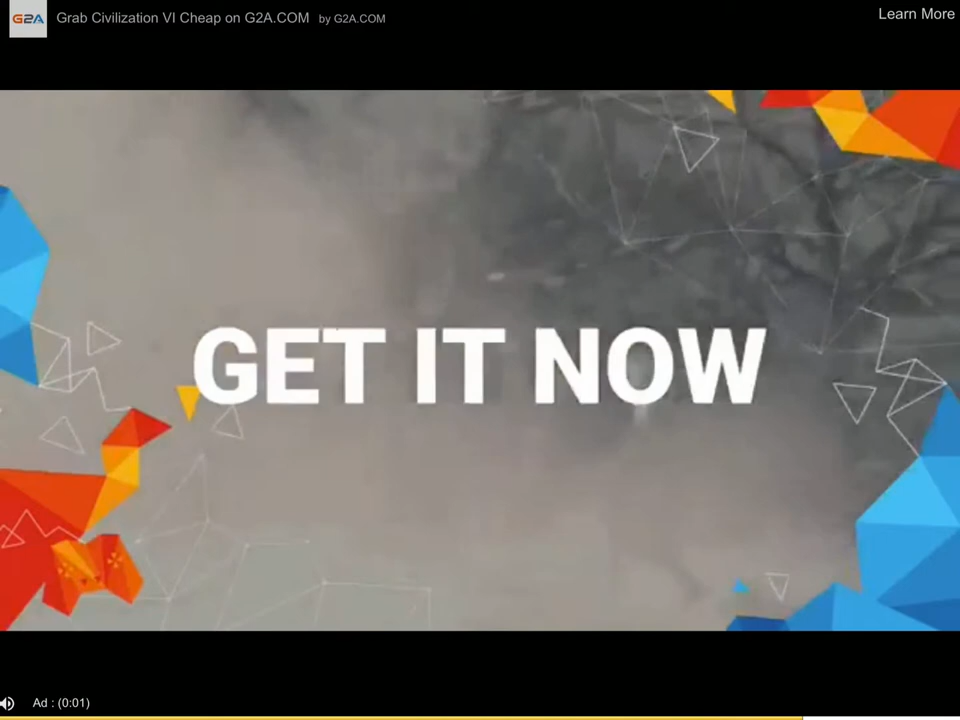 G2A
Grab Civilization VI Cheap on G2A.COM by G2A.COM
Learn More
GET IT NOW
Ad : (0:01)